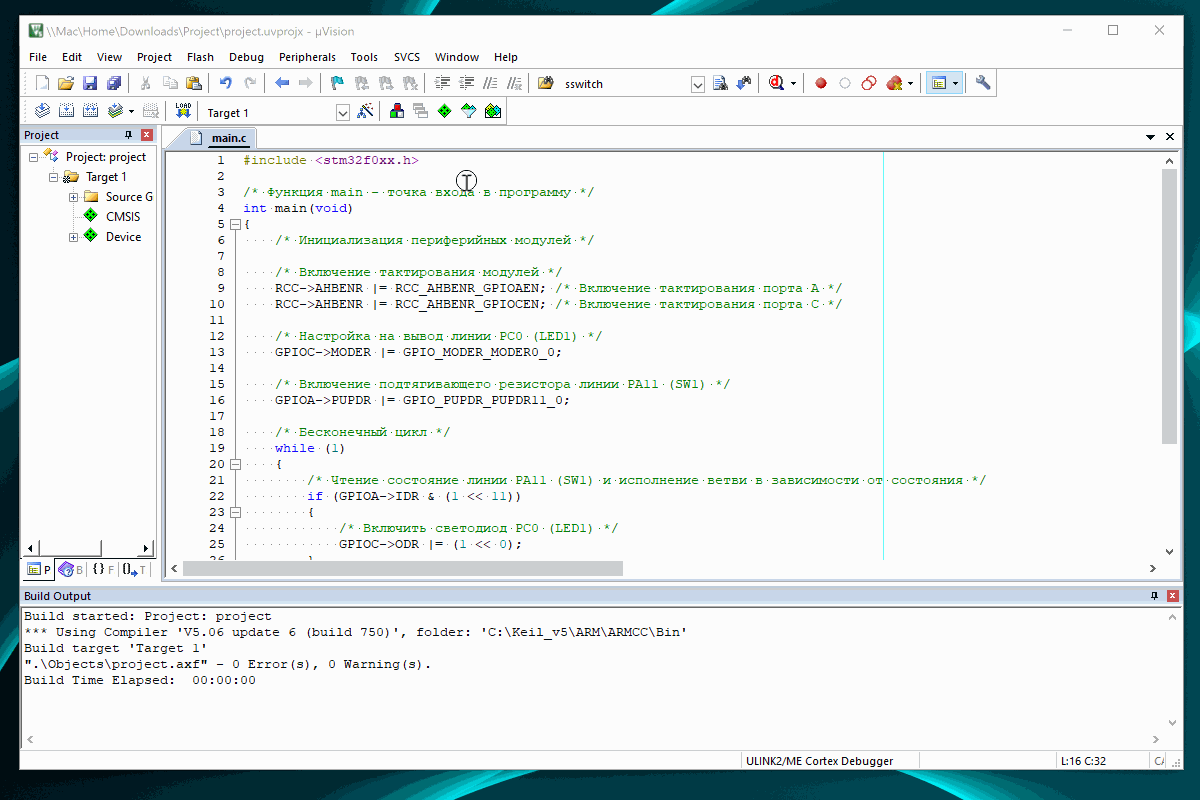 \\Mac\Home\Downloads\Project\project.uvprojx - µVision
File Edit View Project Flash Debug Peripherals Tools SVCS Window Help
sswitch
LOAD
Target 1
Project
main.c
Project: project
Target 1
Source G
CMSIS
Device
P B F T
1 #include <stm32f0xx.h>
2
3 /* Функция main - точка входа в программу */
4 int main(void)
5 {
6 /* Инициализация периферийных модулей */
7
8 /* Включение тактирования модулей */
9 RCC->AHBENR |= RCC_AHBENR_GPIOAEN; /* Включение тактирования порта A */
10 RCC->AHBENR |= RCC_AHBENR_GPIOCEN; /* Включение тактирования порта C */
11
12 /* Настройка на вывод линии PC0 (LED1) */
13 GPIOC->MODER |= GPIO_MODER_MODER0_0;
14
15 /* Включение подтягивающего резистора линии PA11 (SW1) */
16 GPIOA->PUPDR |= GPIO_PUPDR_PUPDR11_0;
17
18 /* Бесконечный цикл */
19 while (1)
20 {
21 /* Чтение состояние линии PA11 (SW1) и исполнение ветви в зависимости от состояния */
22 if (GPIOA->IDR & (1 << 11))
23 {
24 /* Включить светодиод PC0 (LED1) */
25 GPIOC->ODR |= (1 << 0);
Build Output
Build started: Project: project
*** Using Compiler 'V5.06 update 6 (build 750)', folder: 'C:\Keil_v5\ARM\ARMCC\Bin'
Build target 'Target 1'
".\Objects\project.axf" - 0 Error(s), 0 Warning(s).
Build Time Elapsed:  00:00:00
ULINK2/ME Cortex Debugger
L:16 C:32